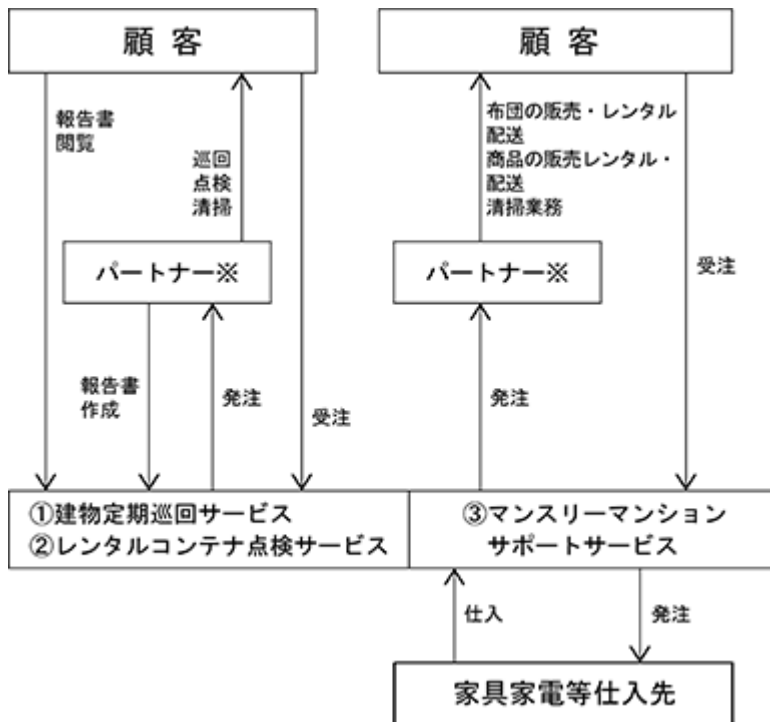 顧 客
顧 客
報告書
閲覧
巡回
点検
清掃
布団の販売・レンタル
配送
商品の販売レンタル・
配送
清掃業務
パートナー※
パートナー※
受注
報告書
作成
発注
受注
発注
①建物定期巡回サービス
②レンタルコンテナ点検サービス
③マンスリーマンション
サポートサービス
仕入
発注
家具家電等仕入先